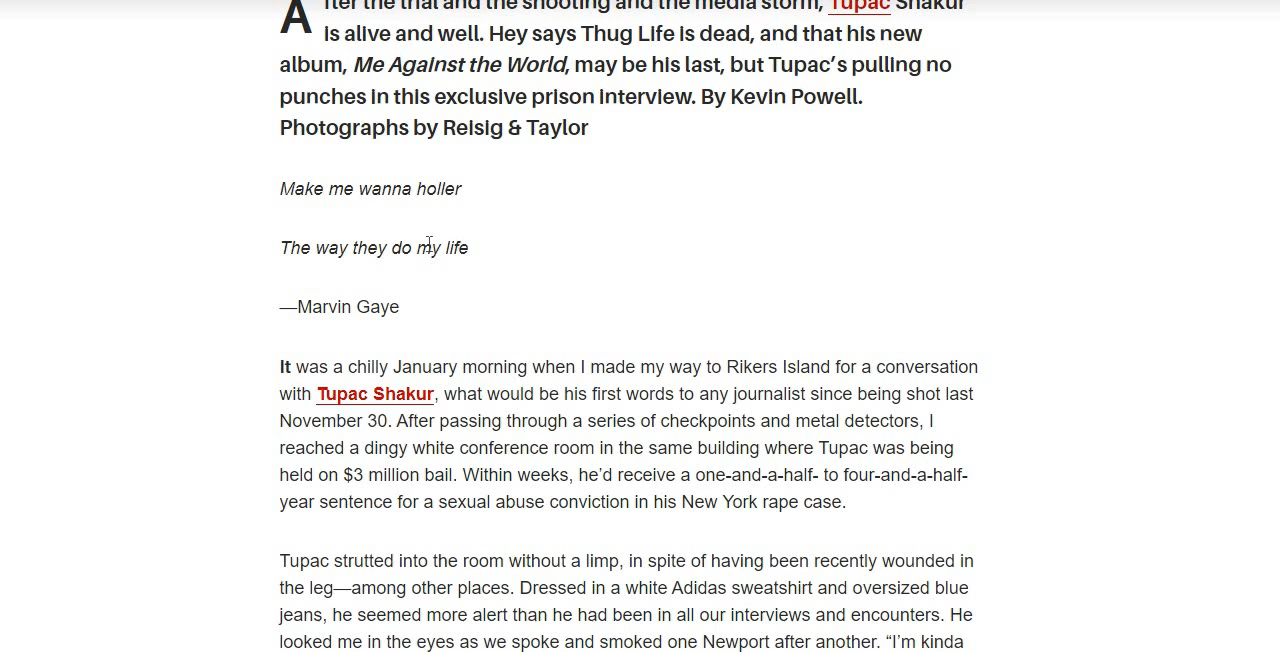 After the trial and the shooting and the media storm, Tupac Shakur
is alive and well. Hey says Thug Life is dead, and that his new
album, Me Against the World, may be his last, but Tupac’s pulling no
punches in this exclusive prison interview. By Kevin Powell.
Photographs by Reisig & Taylor
Make me wanna holler
The way they do my life
—Marvin Gaye
It was a chilly January morning when I made my way to Rikers Island for a conversation
with Tupac Shakur, what would be his first words to any journalist since being shot last
November 30. After passing through a series of checkpoints and metal detectors, I
reached a dingy white conference room in the same building where Tupac was being
held on $3 million bail. Within weeks, he’d receive a one-and-a-half- to four-and-a-half-
year sentence for a sexual abuse conviction in his New York rape case.
Tupac strutted into the room without a limp, in spite of having been recently wounded in
the leg—among other places. Dressed in a white Adidas sweatshirt and oversized blue
jeans, he seemed more alert than he had been in all our interviews and encounters. He
looked me in the eyes as we spoke and smoked one Newport after another. “I’m kinda